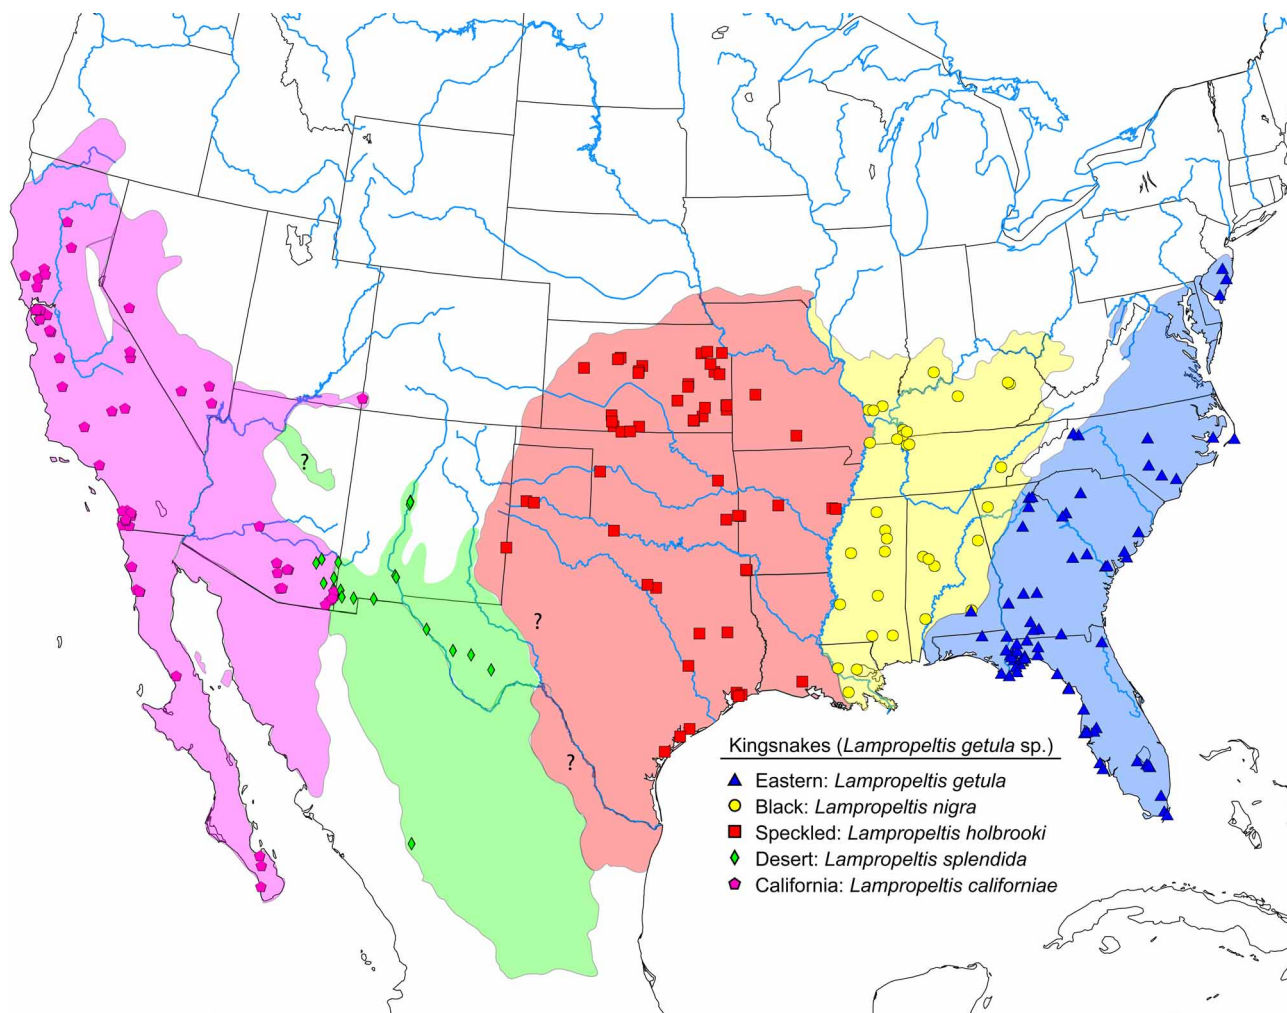 ?
?
?
Kingsnakes (Lampropeltis getula sp.)
Eastern: Lampropeltis getula
Black: Lampropeltis nigra
Speckled: Lampropeltis holbrooki
Desert: Lampropeltis splendida
California: Lampropeltis californiae